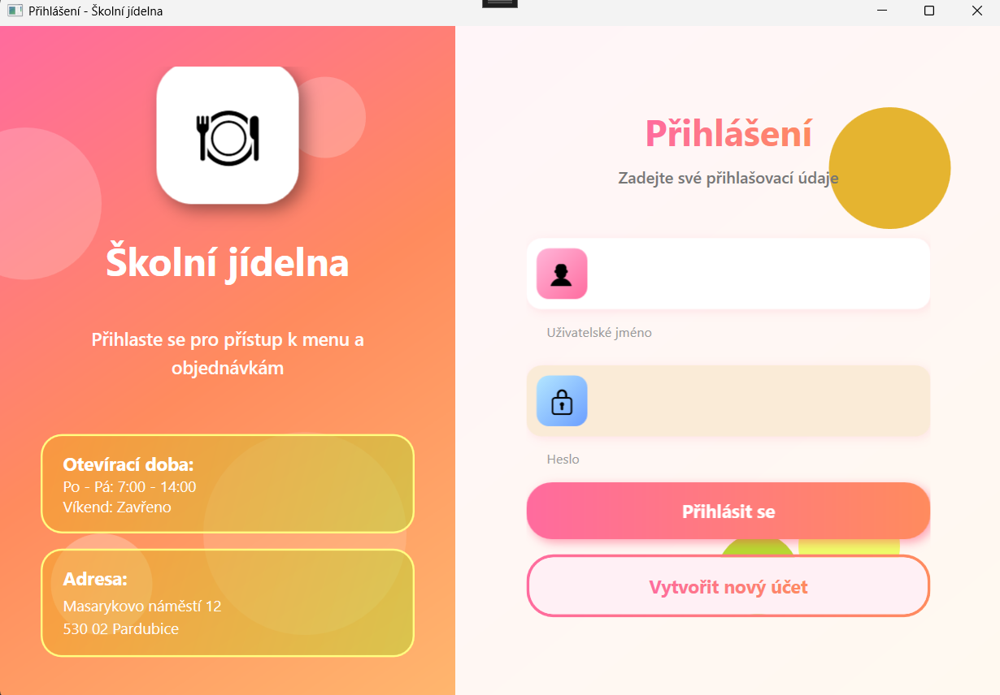 Přihlášení - Školní jídelna
Školní jídelna
Přihlaste se pro přístup k menu a
objednávkám
Otevírací doba:
Po - Pá: 7:00 - 14:00
Víkend: Zavřeno
Adresa:
Masarykovo náměstí 12
530 02 Pardubice
Přihlášení
Zadejte své přihlašovací údaje
Uživatelské jméno
Heslo
Přihlásit se
Vytvořit nový účet